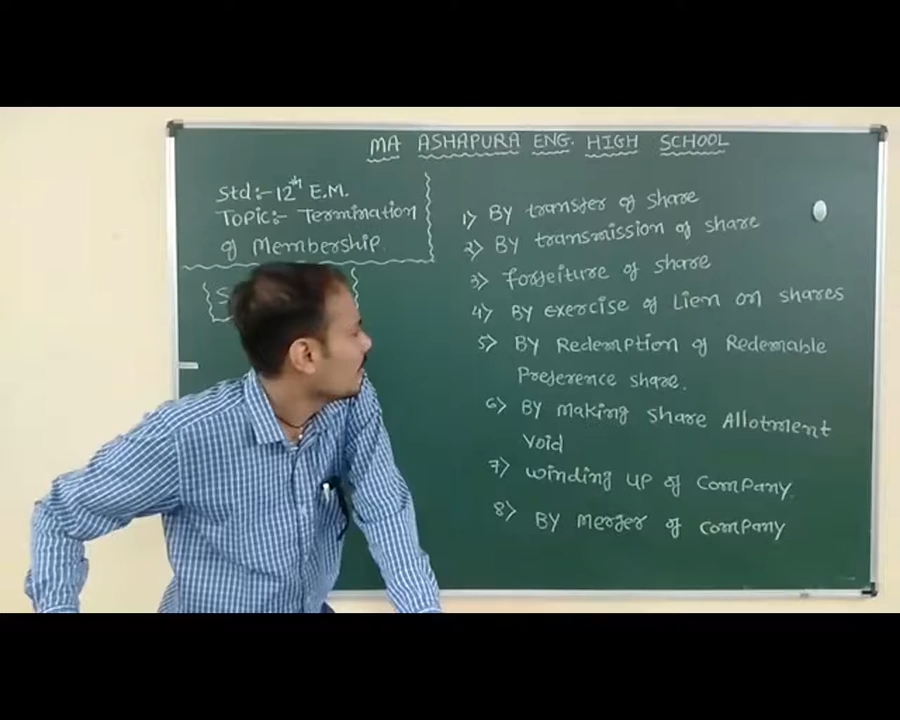 MA ASHAPURA ENG. HIGH SCHOOL
Std:- 12th E.M.
Topic:- Termination
of Membership.
1) By transfer of share
2) By transmission of share
3) forfeiture of share
4) By exercise of Lien on shares
5) By Redemption of Redemable
Preference share.
6) By Making share Allotment
void
7) winding up of company.
8) By Merger of company